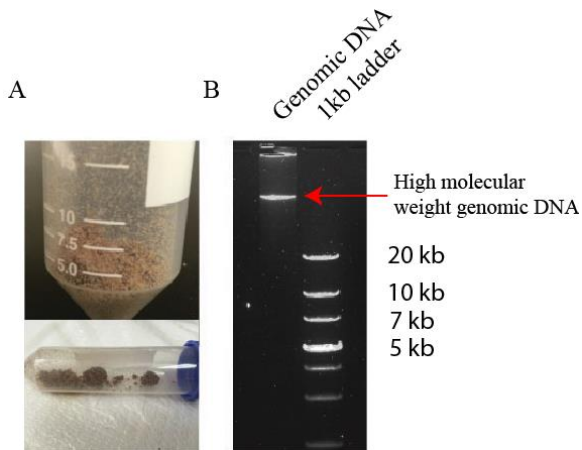 A
B
Genomic DNA
1kb ladder
10
7.5
5.0
High molecular
weight genomic DNA
20 kb
10 kb
7 kb
5 kb